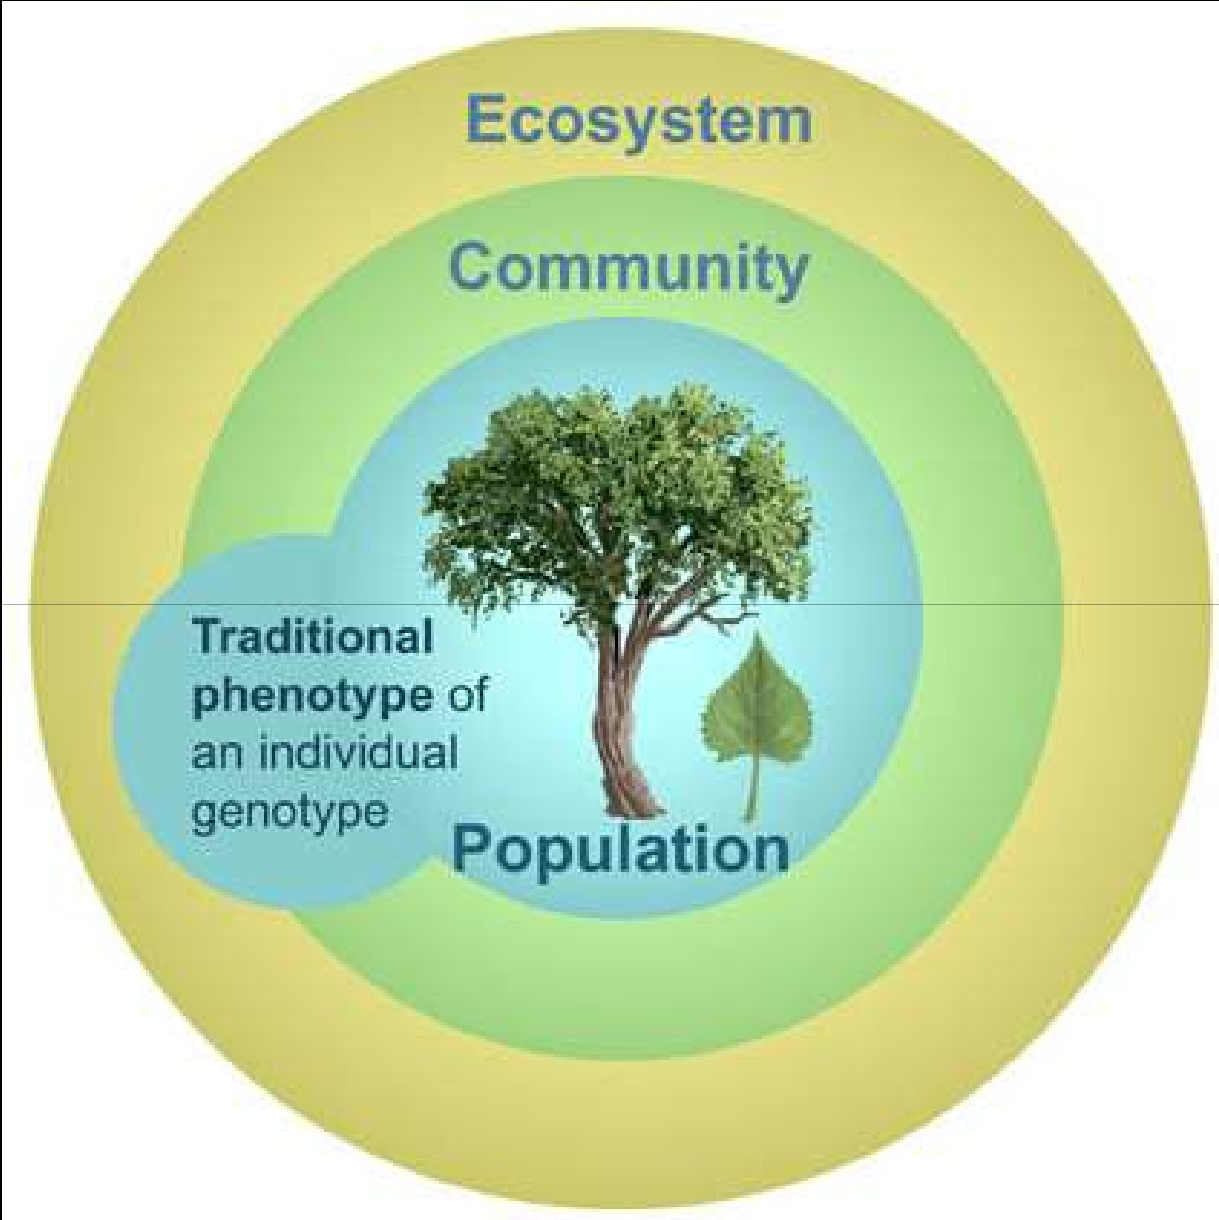 Ecosystem
Community
Traditional
phenotype of
an individual
genotype
Population